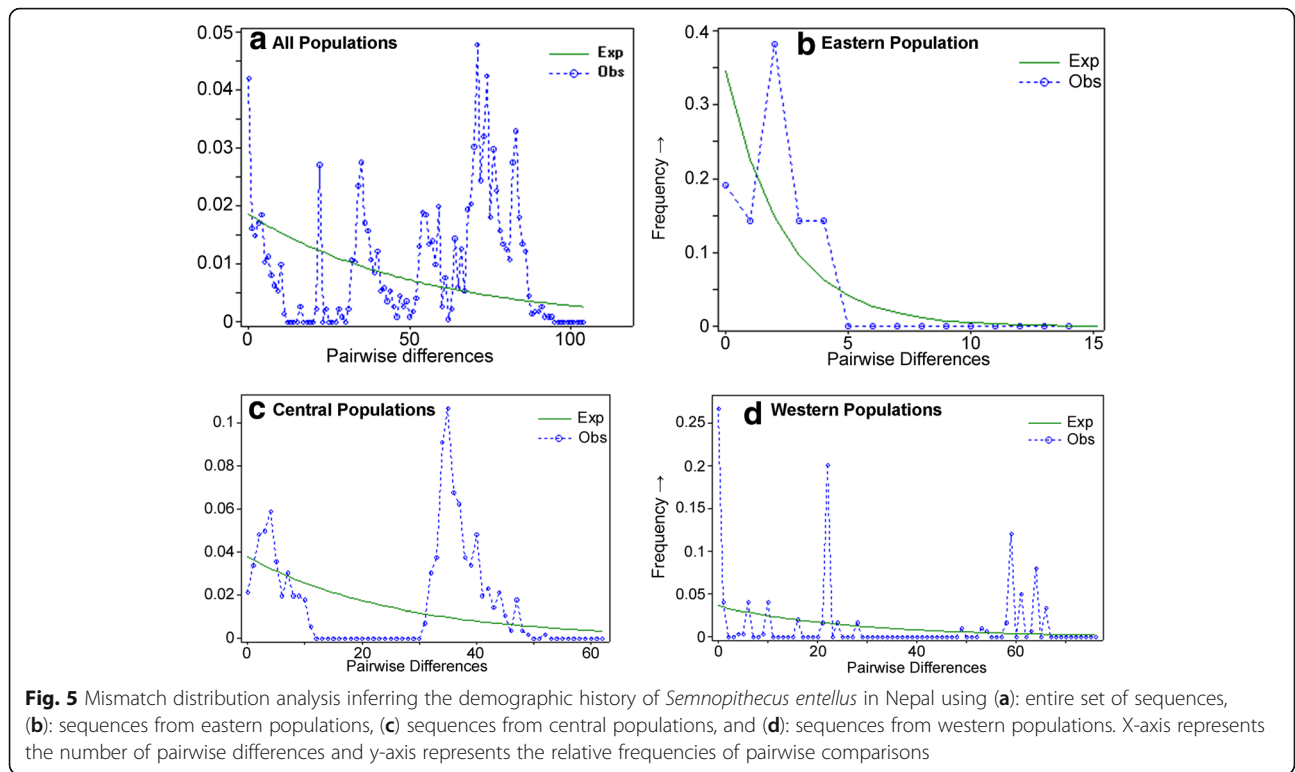 a All Populations
Exp
Obs
0.05
0.04
0.03
0.02
0.01
0
0 50 100
Pairwise differences
b Eastern Population
Exp
Obs
0.4
0.3
0.2
0.1
0
Frequency →
0 5 10 15
Pairwise Differences
c Central Populations
Exp
Obs
0.1
0.08
0.06
0.04
0.02
0
0 20 40 60
Pairwise Differences
d Western Populations
Exp
Obs
0.25
0.2
0.15
0.1
0.05
0
Frequency →
0 20 40 60
Pairwise Differences
Fig. 5 Mismatch distribution analysis inferring the demographic history of Semnopithecus entellus in Nepal using (a): entire set of sequences,
(b): sequences from eastern populations, (c) sequences from central populations, and (d): sequences from western populations. X-axis represents
the number of pairwise differences and y-axis represents the relative frequencies of pairwise comparisons